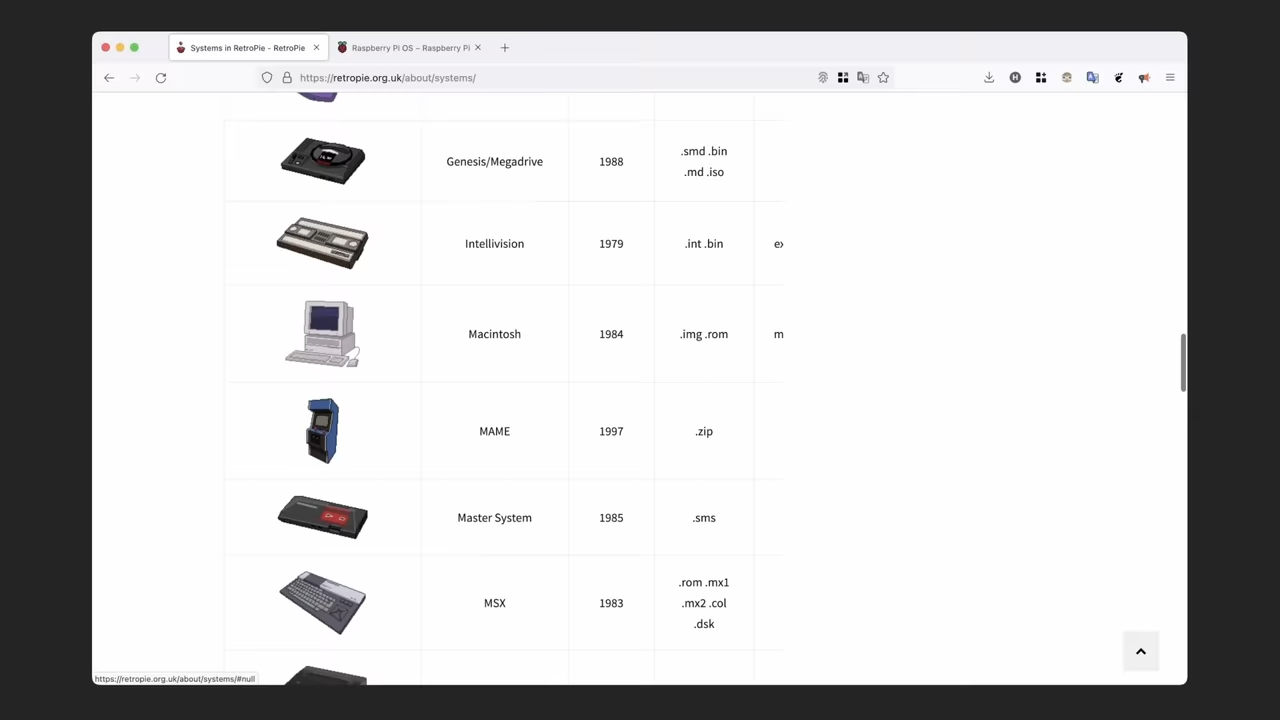 Systems in RetroPie - RetroPie
Raspberry Pi OS – Raspberry Pi
https://retropie.org.uk/about/systems/
Genesis/Megadrive 1988 .smd .bin
.md .iso
Intellivision 1979 .int .bin ex
Macintosh 1984 .img .rom m
MAME 1997 .zip
Master System 1985 .sms
MSX 1983 .rom .mx1
.mx2 .col
.dsk
https://retropie.org.uk/about/systems/#null